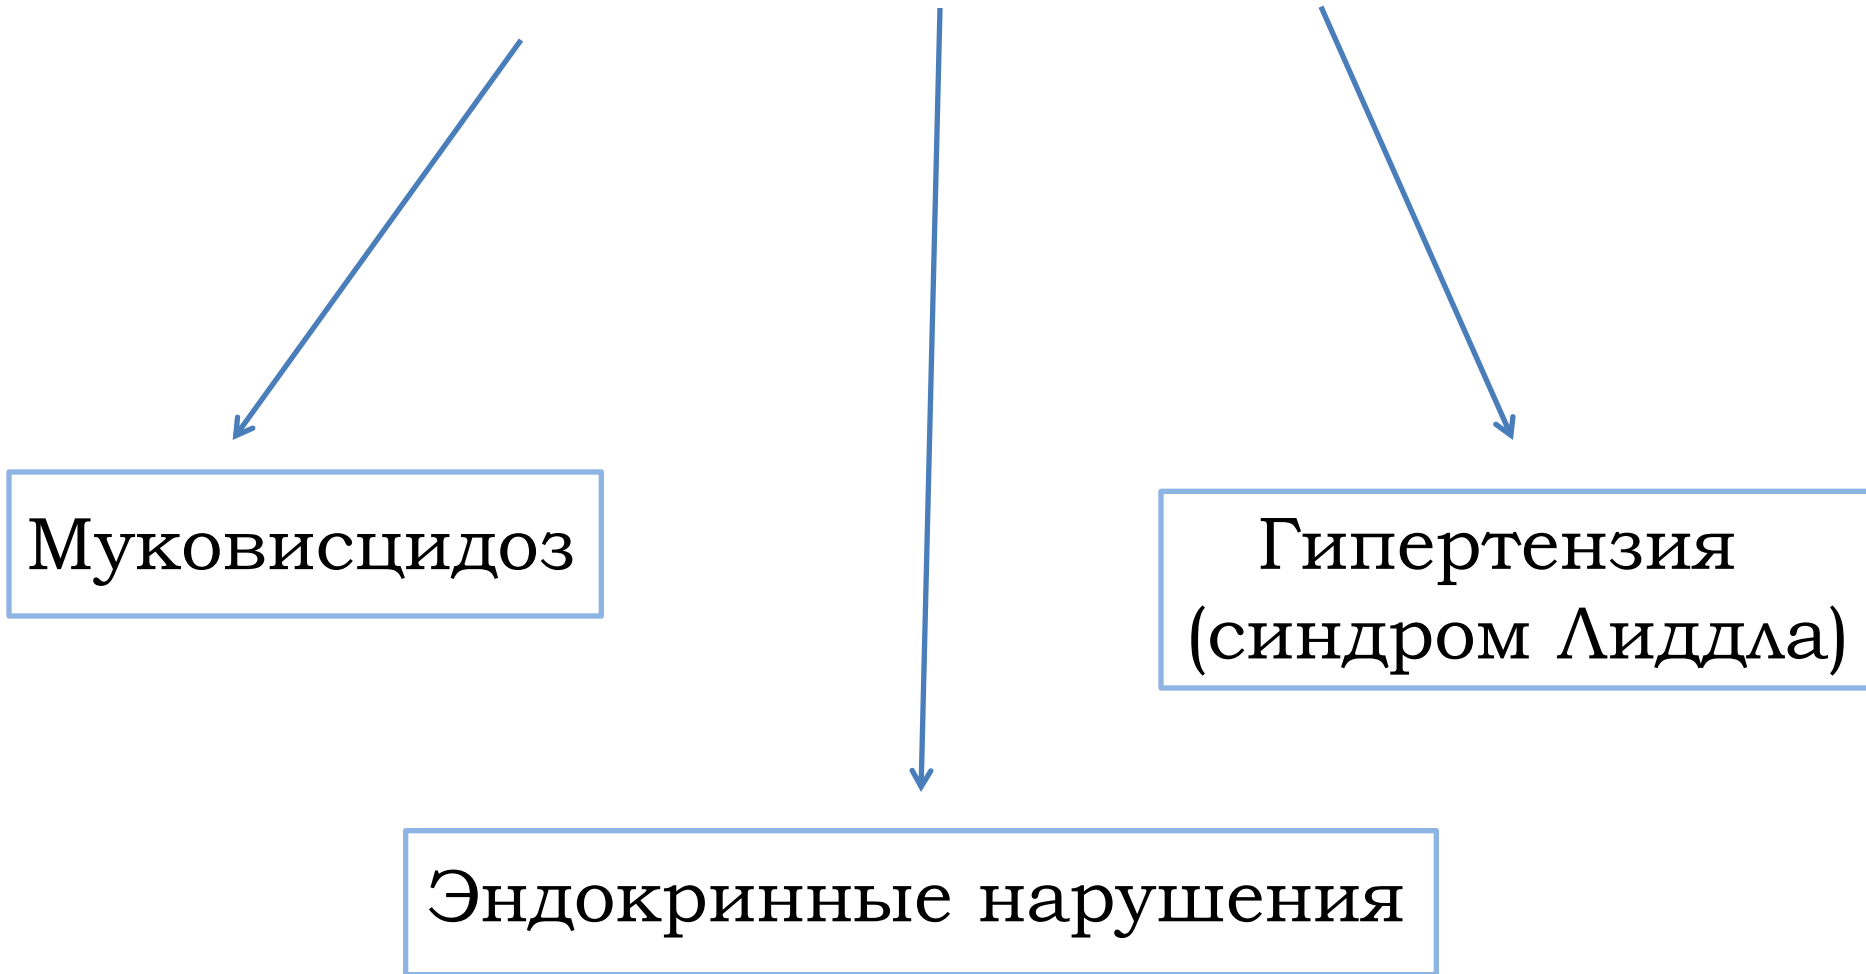 Муковисцидоз
Гипертензия
(синдром Лиддла)
Эндокринные нарушения